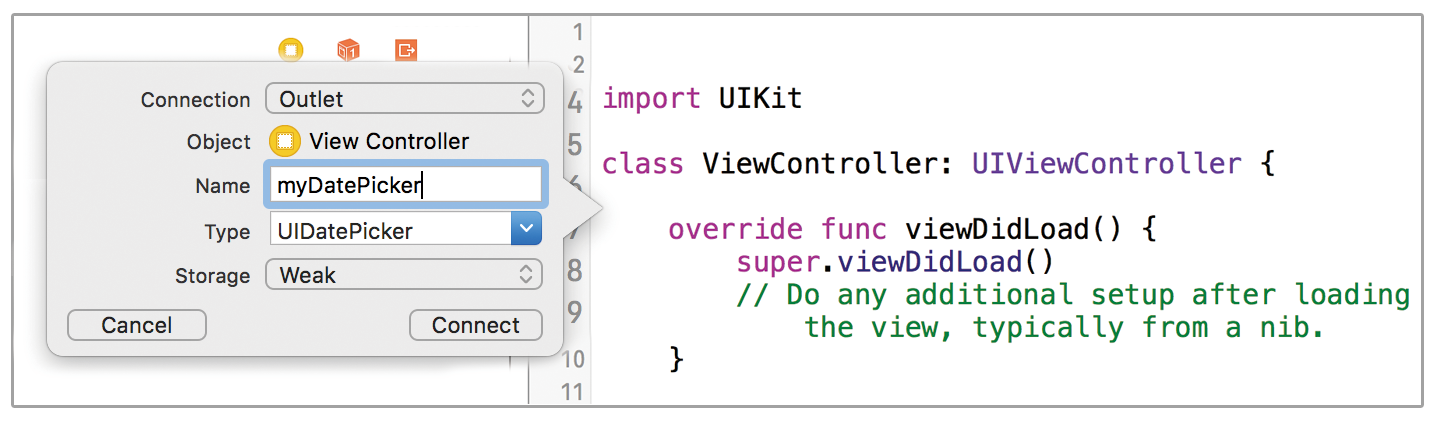 Connection Outlet
Object View Controller
Name myDatePicker
Type UIDatePicker
Storage Weak
Cancel Connect
1
2
4 import UIKit
5
class ViewController: UIViewController {
6
7 override func viewDidLoad() {
super.viewDidLoad()
8 // Do any additional setup after loading
9 the view, typically from a nib.
10 }
11